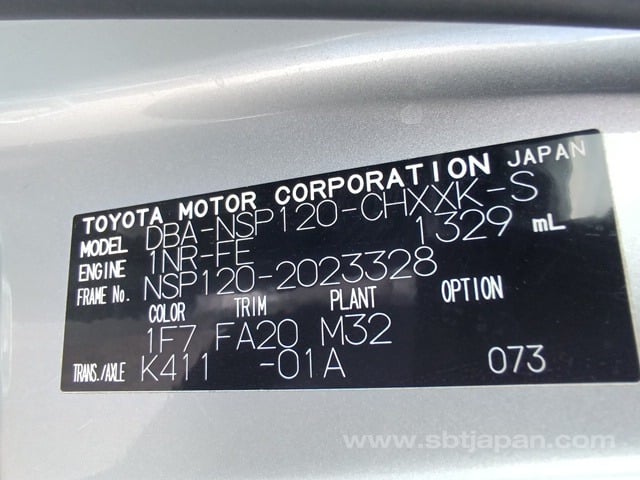 TOYOTA MOTOR CORPORATION JAPAN
MODEL DBA-NSP120-CHXXK-S
ENGINE 1NR-FE 1329 mL
FRAME No. NSP120-2023328
COLOR TRIM PLANT OPTION
1F7 FA20 M32
TRANS./AXLE K411 -01A 073
www.sbtjapan.com